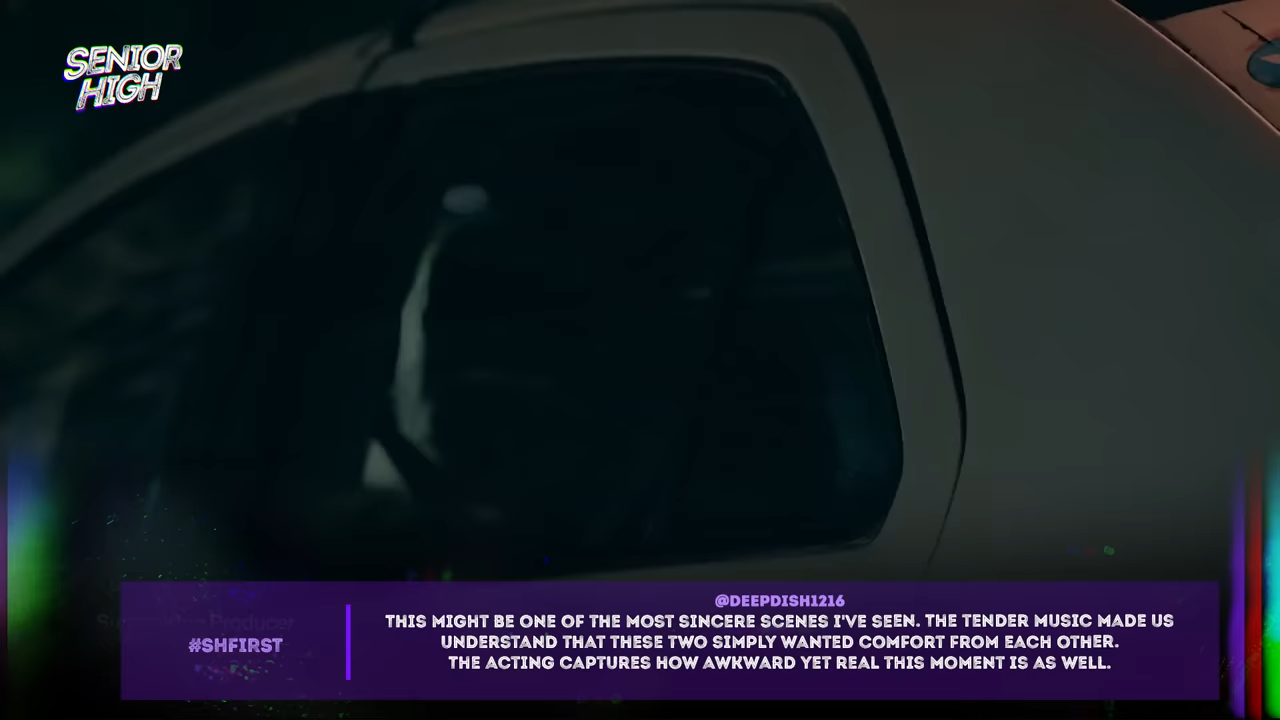 SENIOR
HIGH
@DEEPDISH1216
THIS MIGHT BE ONE OF THE MOST SINCERE SCENES I'VE SEEN. THE TENDER MUSIC MADE US
UNDERSTAND THAT THESE TWO SIMPLY WANTED COMFORT FROM EACH OTHER.
THE ACTING CAPTURES HOW AWKWARD YET REAL THIS MOMENT IS AS WELL.
#SHFIRST